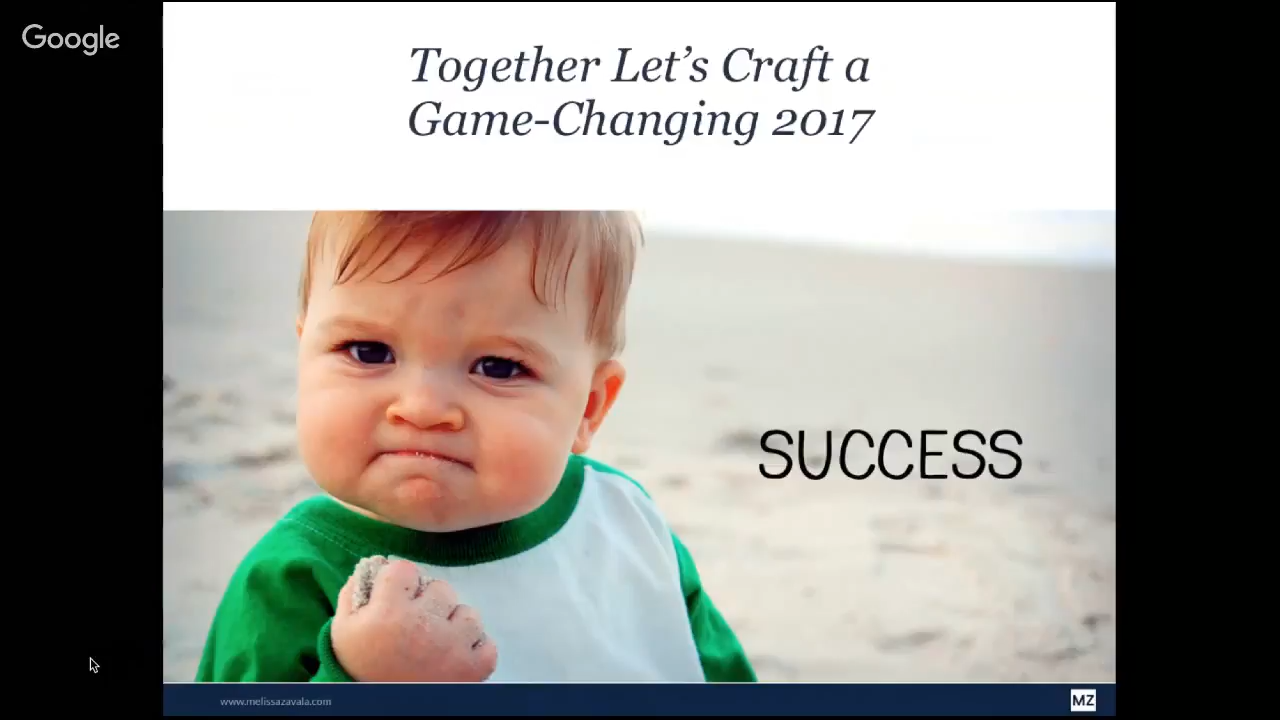 Google
Together Let’s Craft a
Game-Changing 2017
SUCCESS
www.melissazavala.com
MZ